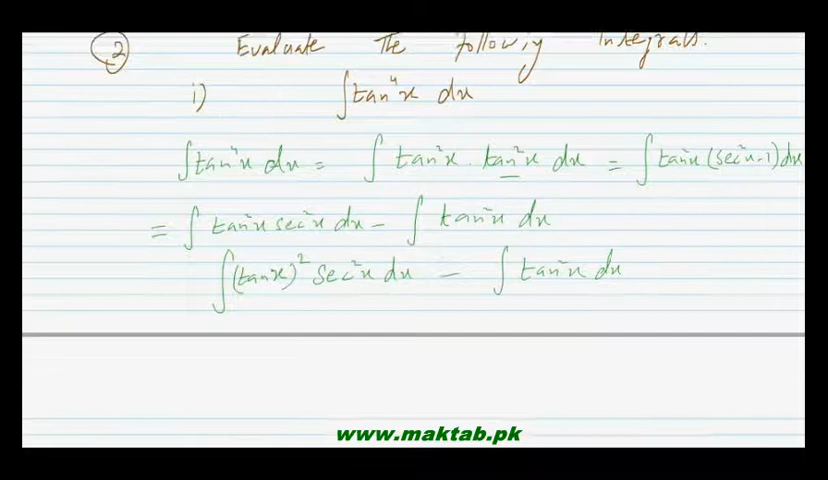 2 Evaluate The following Integrals.
i) ∫tan⁴x dx
∫tan⁴x dx = ∫ tan²x . tan²x dx = ∫ tan²x (sec²x-1) dx
= ∫ tan²x sec²x dx - ∫ tan²x dx
∫(tanx)² sec²x dx - ∫ tan²x dx
www.maktab.pk